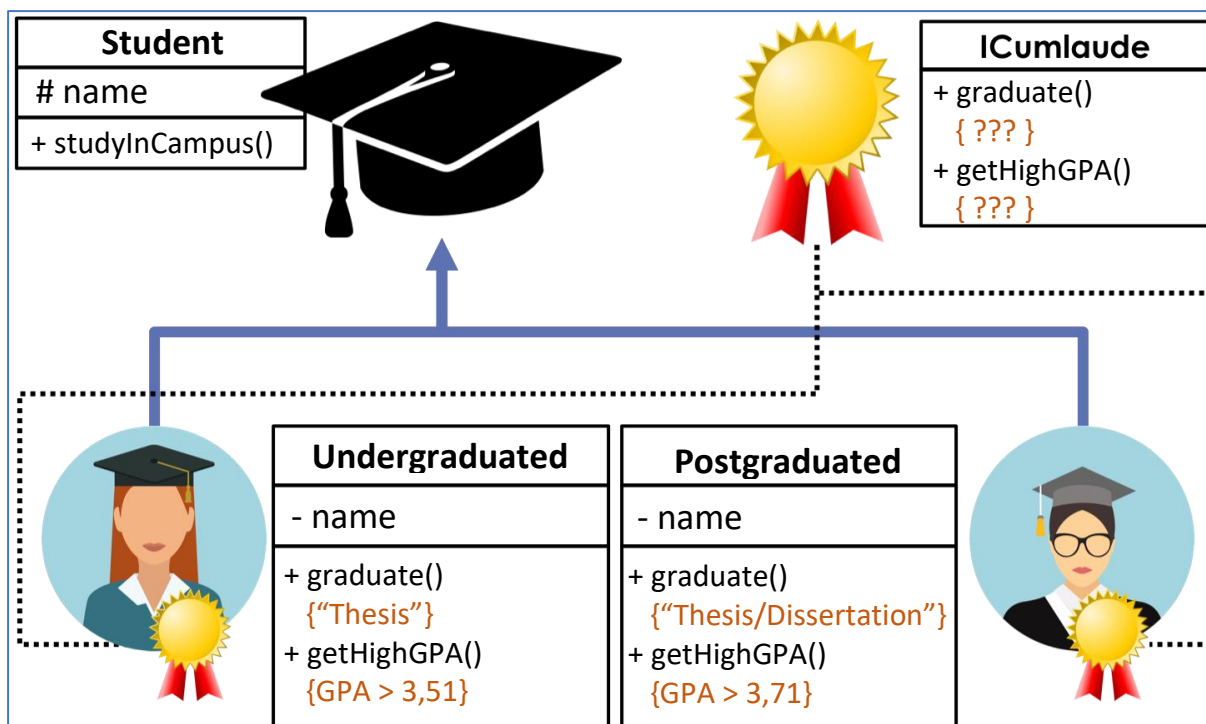 Student
# name
+ studyInCampus()
ICumlaude
+ graduate()
{ ??? }
+ getHighGPA()
{ ??? }
Undergraduated
- name
+ graduate()
{“Thesis”}
+ getHighGPA()
{GPA > 3,51}
Postgraduated
- name
+ graduate()
{“Thesis/Dissertation”}
+ getHighGPA()
{GPA > 3,71}